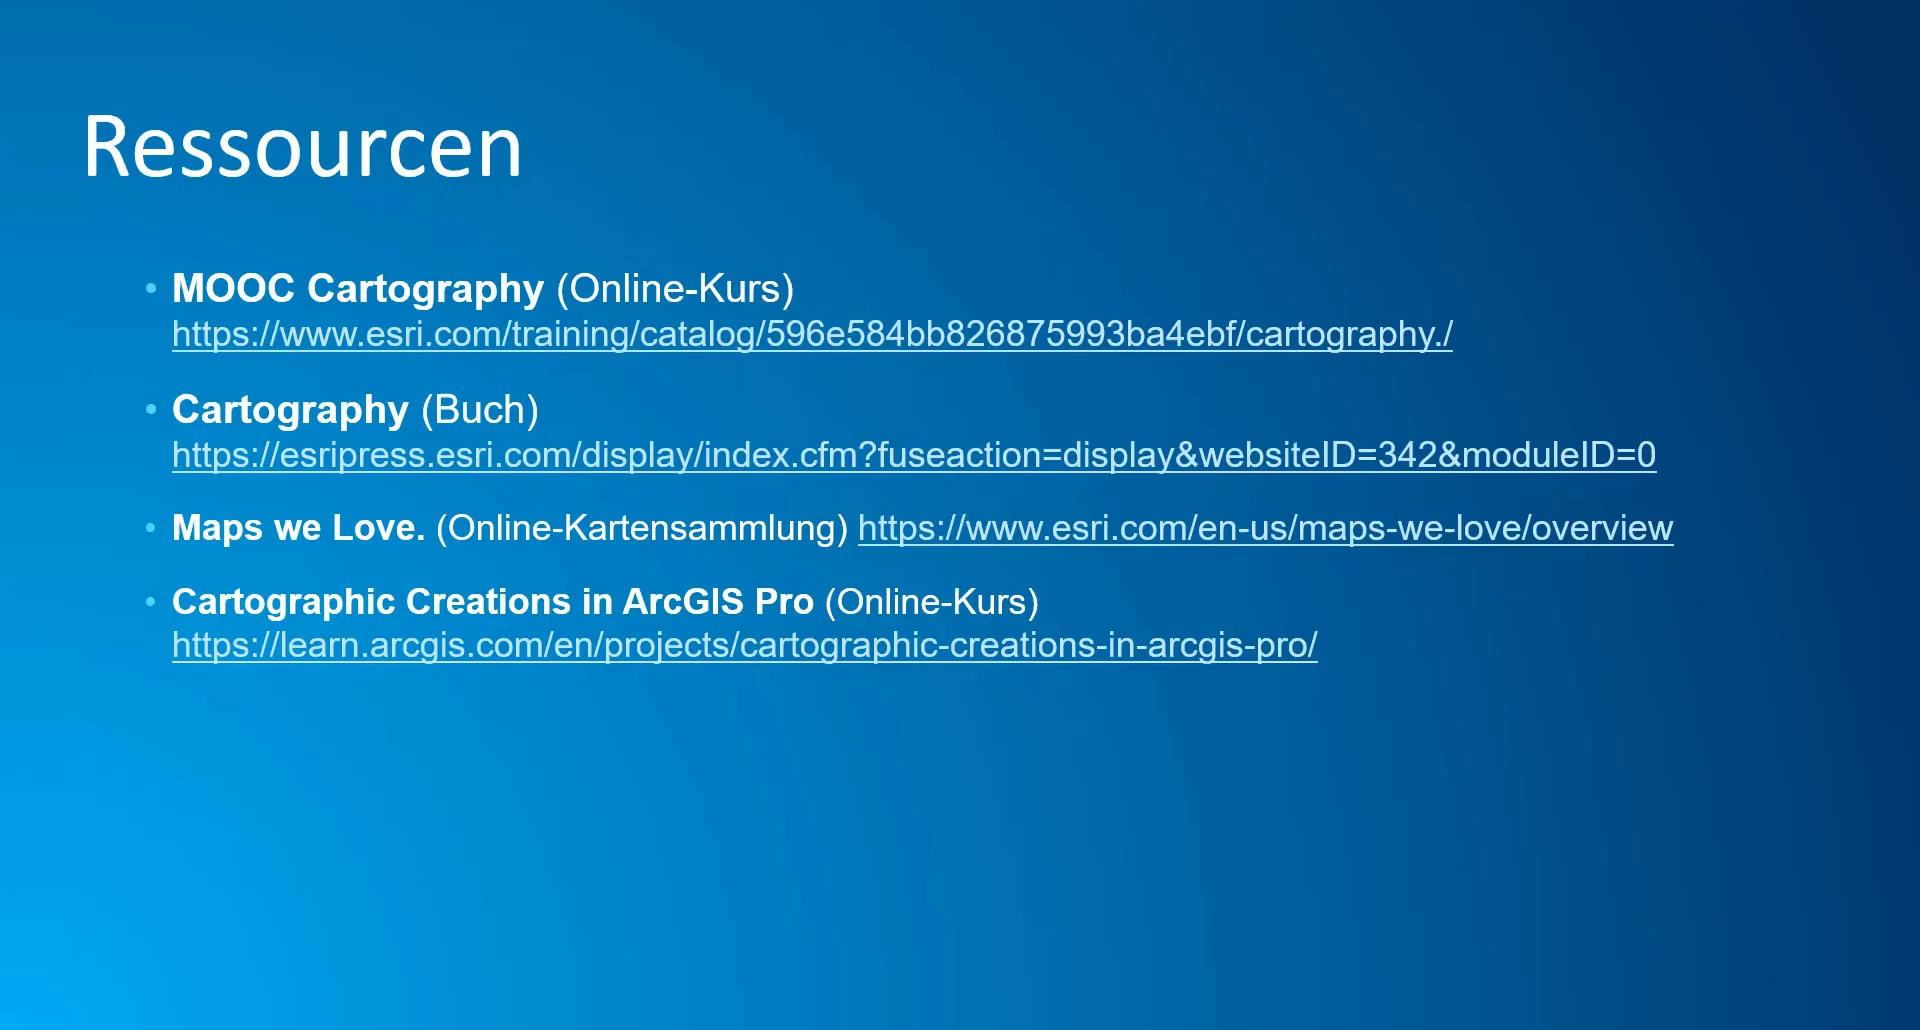 Ressourcen
• MOOC Cartography (Online-Kurs)
https://www.esri.com/training/catalog/596e584bb826875993ba4ebf/cartography./
• Cartography (Buch)
https://esripress.esri.com/display/index.cfm?fuseaction=display&websiteID=342&moduleID=0
• Maps we Love. (Online-Kartensammlung) https://www.esri.com/en-us/maps-we-love/overview
• Cartographic Creations in ArcGIS Pro (Online-Kurs)
https://learn.arcgis.com/en/projects/cartographic-creations-in-arcgis-pro/